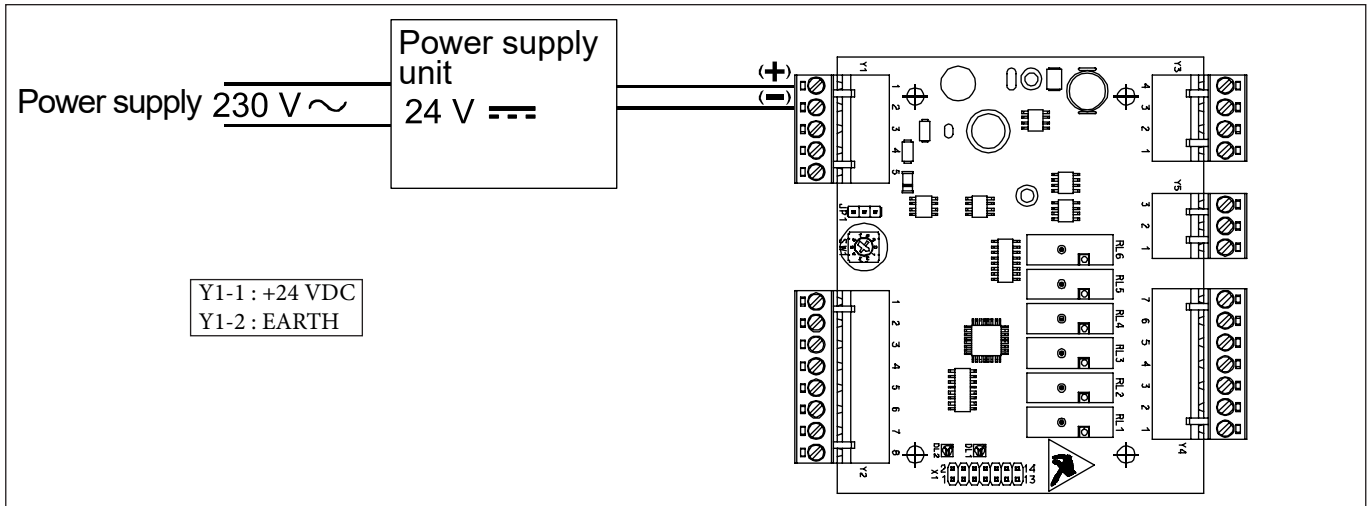 Power supply 230 V ~
Power supply
unit
24 V ⎓
(+)
(−)
Y1-1 : +24 VDC
Y1-2 : EARTH
Y1
1
2
3
4
5
JP1
SW1
1
2
3
4
5
6
7
8
Y2
Y3
4
3
2
1
Y5
3
2
1
RL6
RL5
RL4
RL3
RL2
RL1
7
6
5
4
3
2
1
Y4
DL2
DL1
X1
2
1
14
13